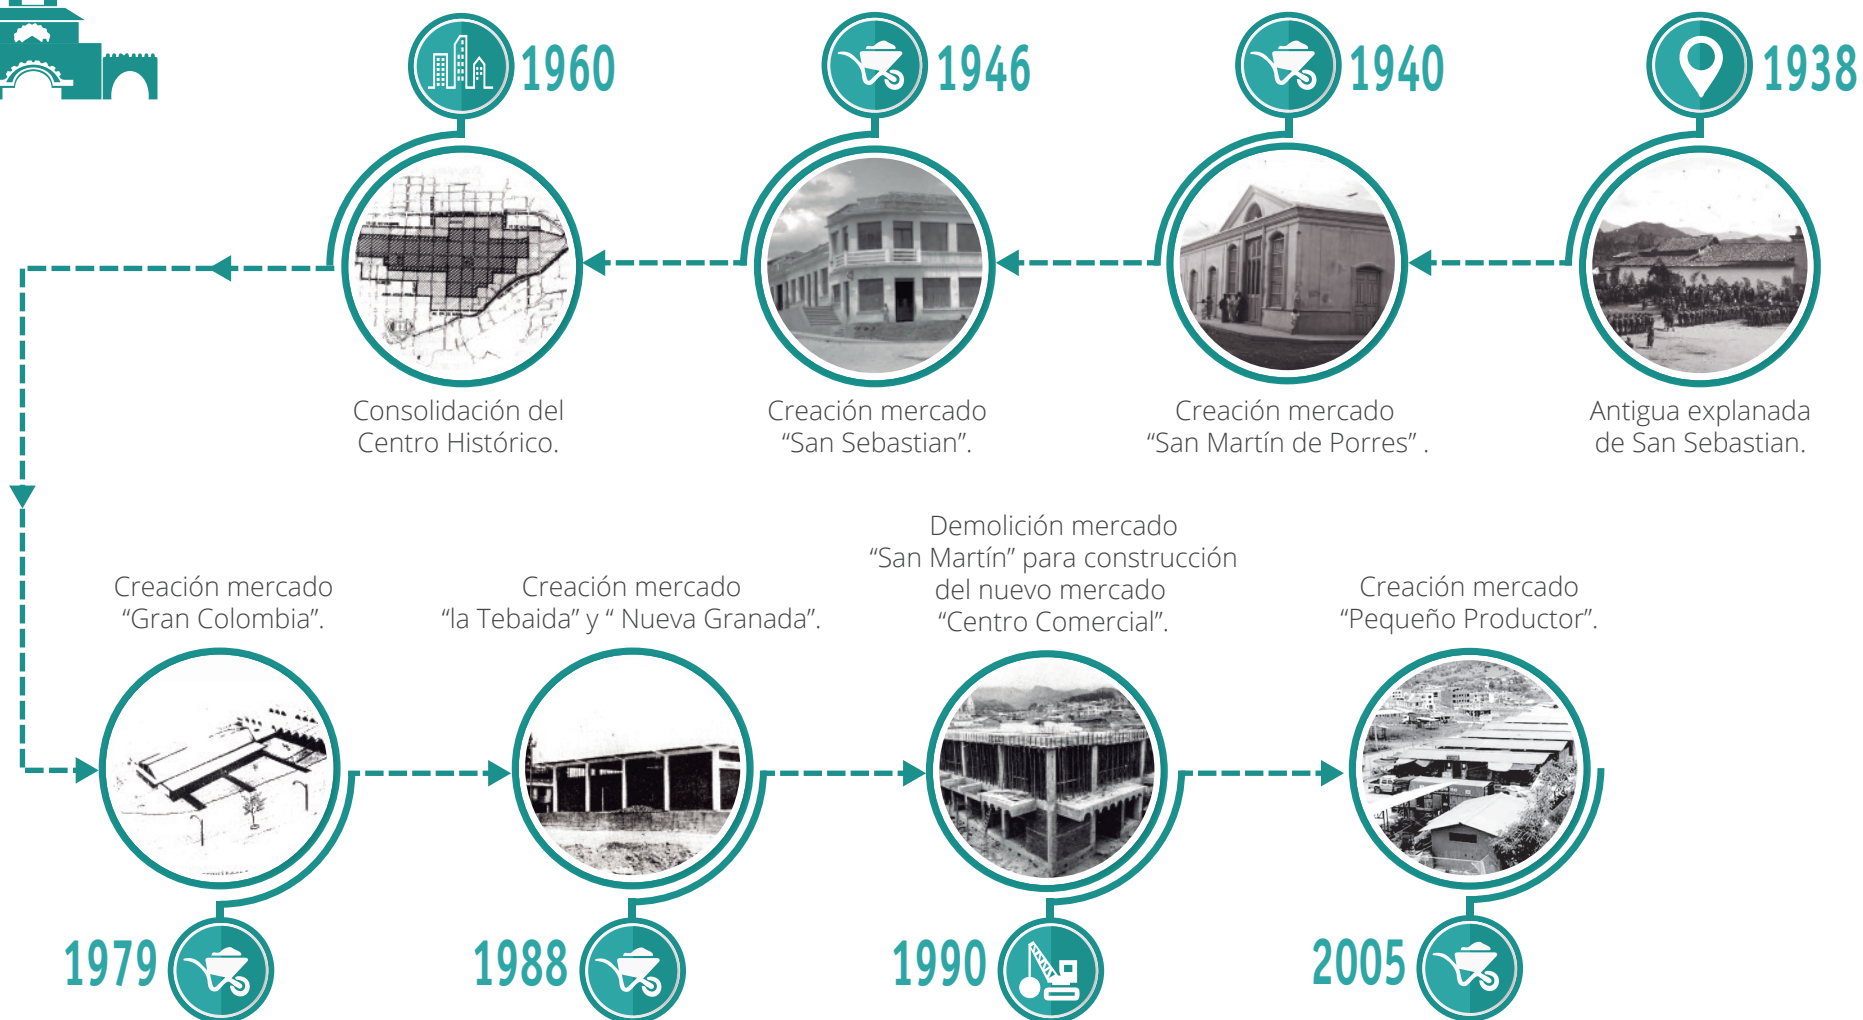 1960
1946
1940
1938
Consolidación del
Centro Histórico.
Creación mercado
“San Sebastian”.
Creación mercado
“San Martín de Porres” .
Antigua explanada
de San Sebastian.
Creación mercado
“Gran Colombia”.
Creación mercado
“la Tebaida” y “ Nueva Granada”.
Demolición mercado
“San Martín” para construcción
del nuevo mercado
“Centro Comercial”.
Creación mercado
“Pequeño Productor”.
1979
1988
1990
2005